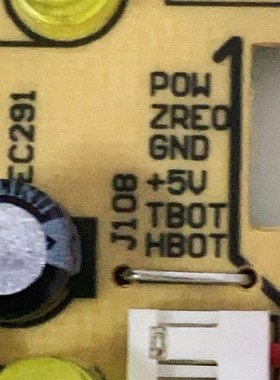 POW
ZREO
GND
+5V
TBOT
HBOT
J108
EC291